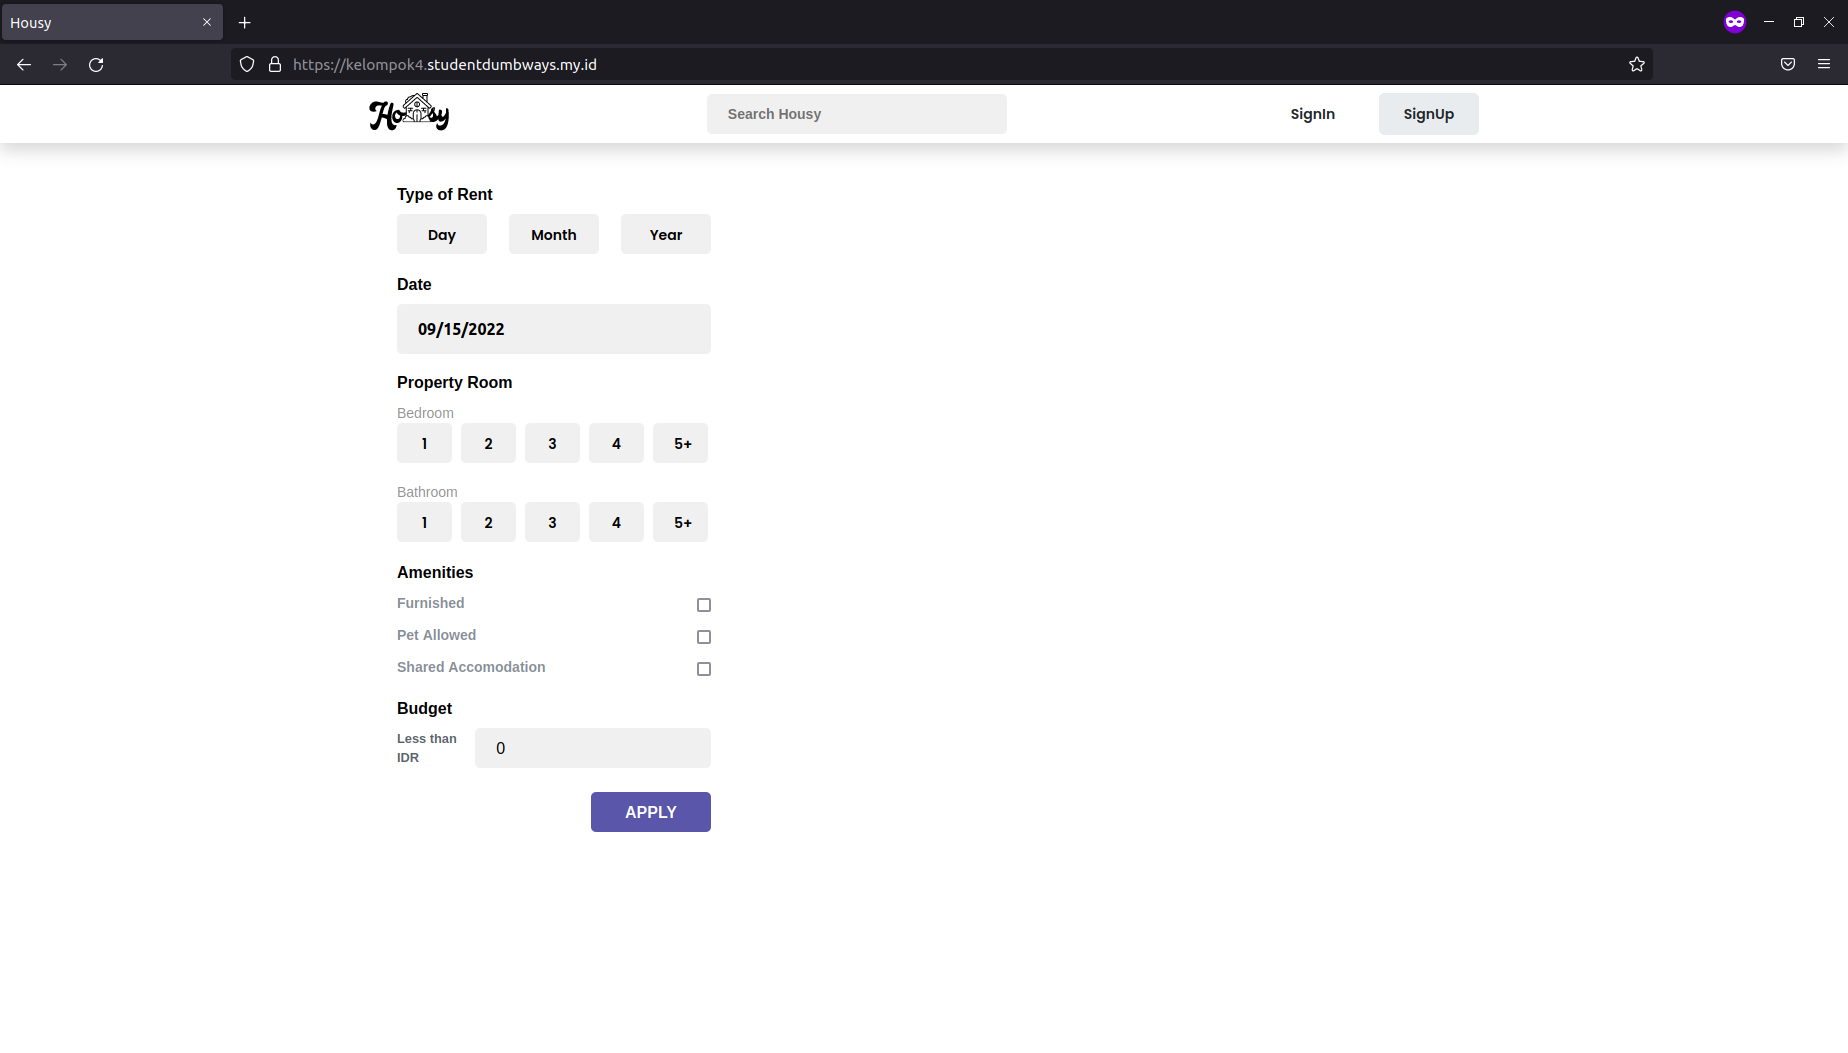 Housy
https://kelompok4.studentdumbways.my.id
Housy
Search Housy
SignIn
SignUp
Type of Rent
Day
Month
Year
Date
09/15/2022
Property Room
Bedroom
1
2
3
4
5+
Bathroom
1
2
3
4
5+
Amenities
Furnished
Pet Allowed
Shared Accomodation
Budget
Less than
IDR
0
APPLY